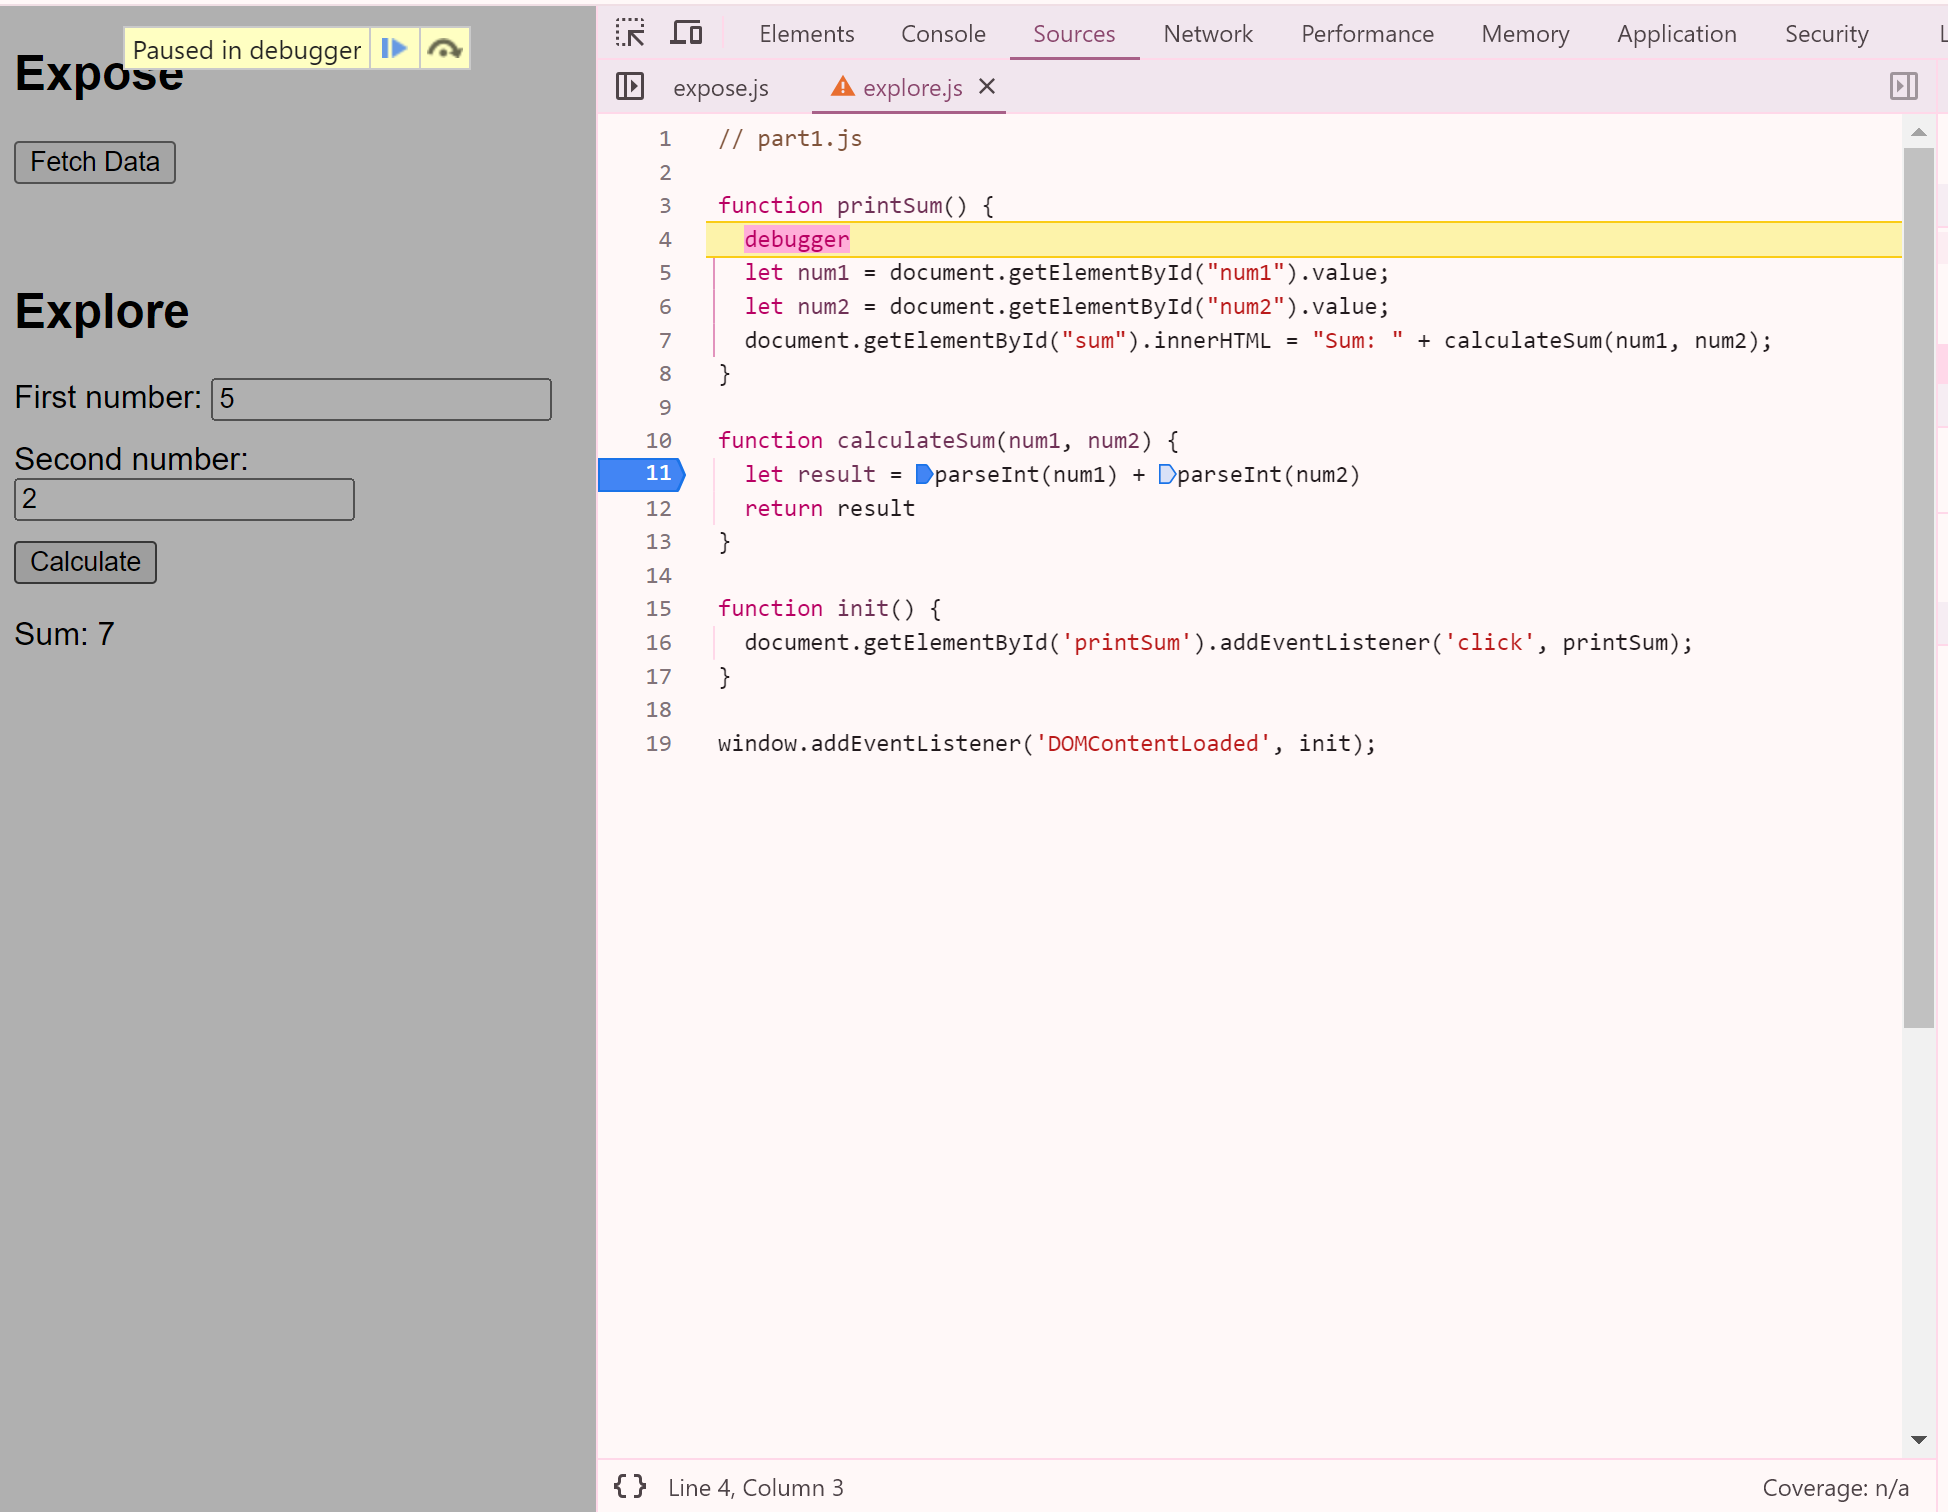 Paused in debugger
Expose
Fetch Data
Explore
First number: 5
Second number:
2
Calculate
Sum: 7
Elements Console Sources Network Performance Memory Application Security
expose.js explore.js
1 // part1.js
2
3 function printSum() {
4 debugger
5 let num1 = document.getElementById("num1").value;
6 let num2 = document.getElementById("num2").value;
7 document.getElementById("sum").innerHTML = "Sum: " + calculateSum(num1, num2);
8 }
9
10 function calculateSum(num1, num2) {
11 let result = parseInt(num1) + parseInt(num2)
12 return result
13 }
14
15 function init() {
16 document.getElementById('printSum').addEventListener('click', printSum);
17 }
18
19 window.addEventListener('DOMContentLoaded', init);
{} Line 4, Column 3 Coverage: n/a